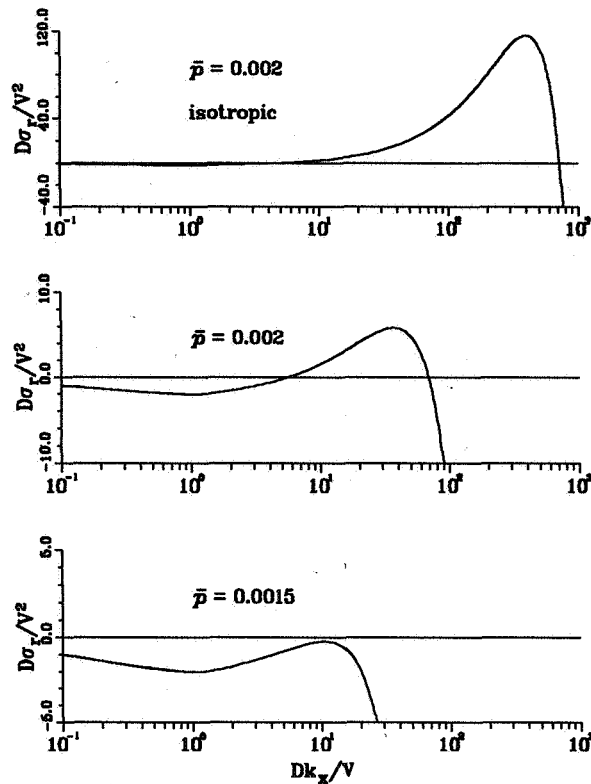 120.0
40.0
-40.0
Dσr/V²
p̄ = 0.002
isotropic
10⁻¹ 10⁰ 10¹ 10² 10³
10.0
0.0
-10.0
Dσr/V²
p̄ = 0.002
10⁻¹ 10⁰ 10¹ 10² 10³
5.0
0.0
-5.0
Dσr/V²
p̄ = 0.0015
10⁻¹ 10⁰ 10¹ 10² 10³
Dkx/V